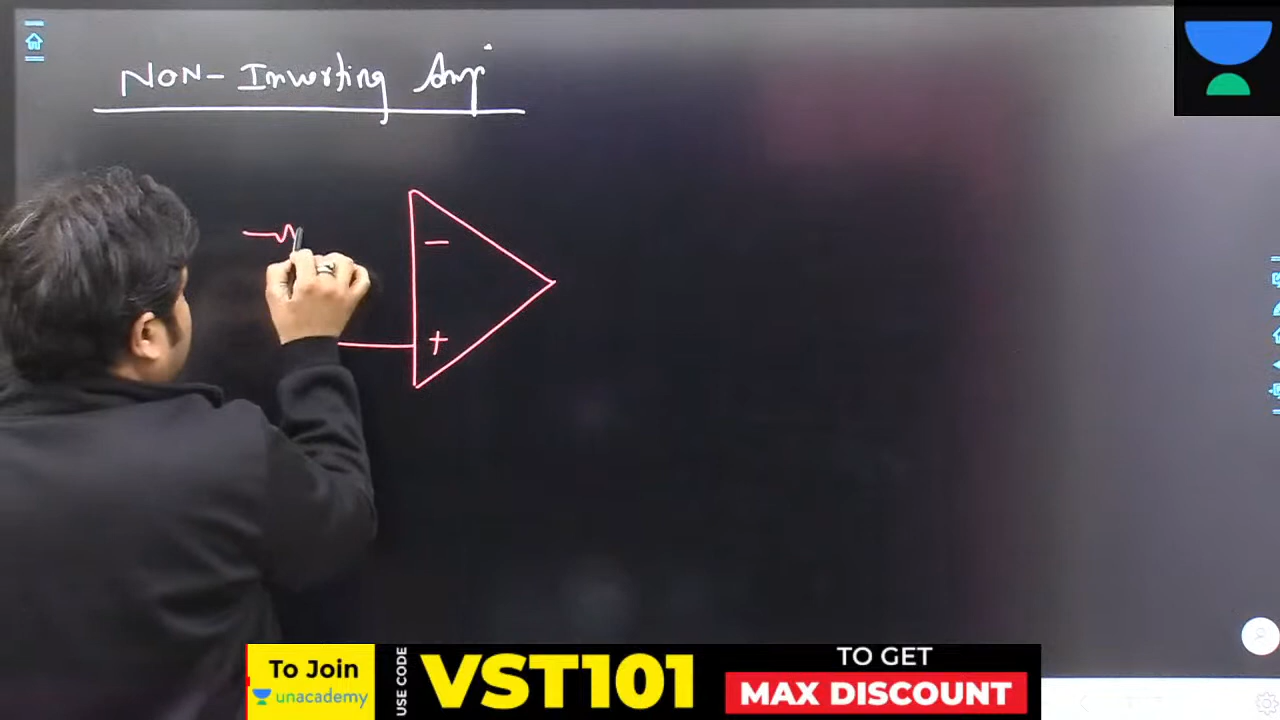 NON-Inverting Amp
−
+
To Join
unacademy
USE CODE
VST101
TO GET
MAX DISCOUNT